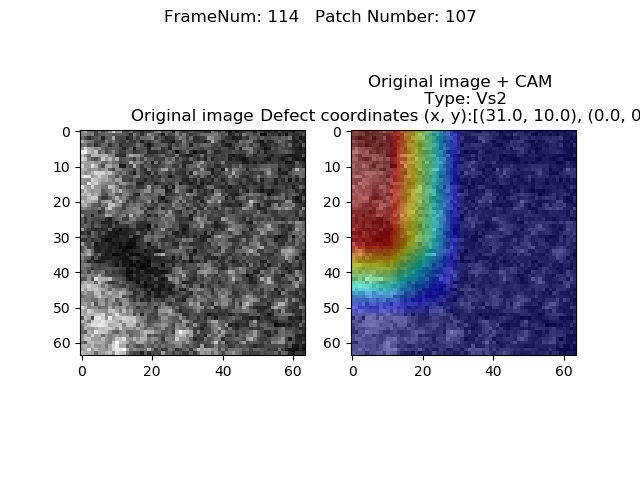 FrameNum: 114   Patch Number: 107
Original image + CAM
Type: Vs2
Original image
Defect coordinates (x, y):[(31.0, 10.0), (0.0, 0
0
10
20
30
40
50
60
0 20 40 60
0
10
20
30
40
50
60
0 20 40 60